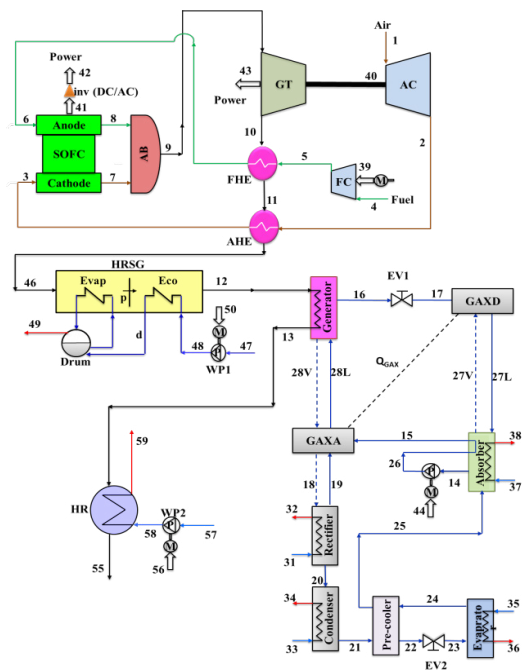 Air
1
Power
42
inv (DC/AC)
41
9
43
GT
40
AC
Power
6
Anode
8
SOFC
AB
3
Cathode
7
10
2
5
39
FHE
FC
M
4
Fuel
11
AHE
46
HRSG
Evap
p
Eco
12
50
M
49
d
48
P
47
Drum
WP1
Generator
13
16
EV1
17
GAXD
28V
28L
QGAX
27V
27L
GAXA
15
38
26
P
14
Absorber
37
M
44
18
19
59
HR
WP2
P
58
57
M
56
55
32
Rectifier
31
25
20
34
Condenser
33
21
Pre-cooler
22
24
23
EV2
35
Evaprato
r
36